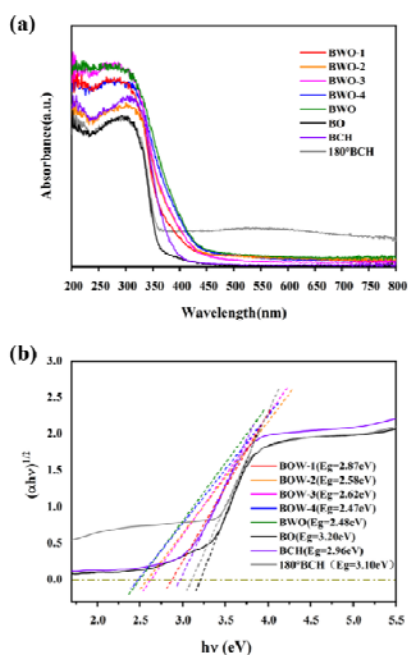 (a)
BWO-1
BWO-2
BWO-3
BWO-4
BWO
BO
BCH
180°BCH
Absorbance(a.u.)
200 250 300 350 400 450 500 550 600 650 700 750 800
Wavelength(nm)
(b)
3.0
2.5
2.0
1.5
1.0
0.5
0.0
(αhν)1/2
BOW-1(Eg=2.87eV)
BOW-2(Eg=2.58eV)
BOW-3(Eg=2.62eV)
BOW-4(Eg=2.47eV)
BWO(Eg=2.48eV)
BO(Eg=3.20eV)
BCH(Eg=2.96eV)
180°BCH（Eg=3.10eV）
2.0 2.5 3.0 3.5 4.0 4.5 5.0 5.5
hν (eV)